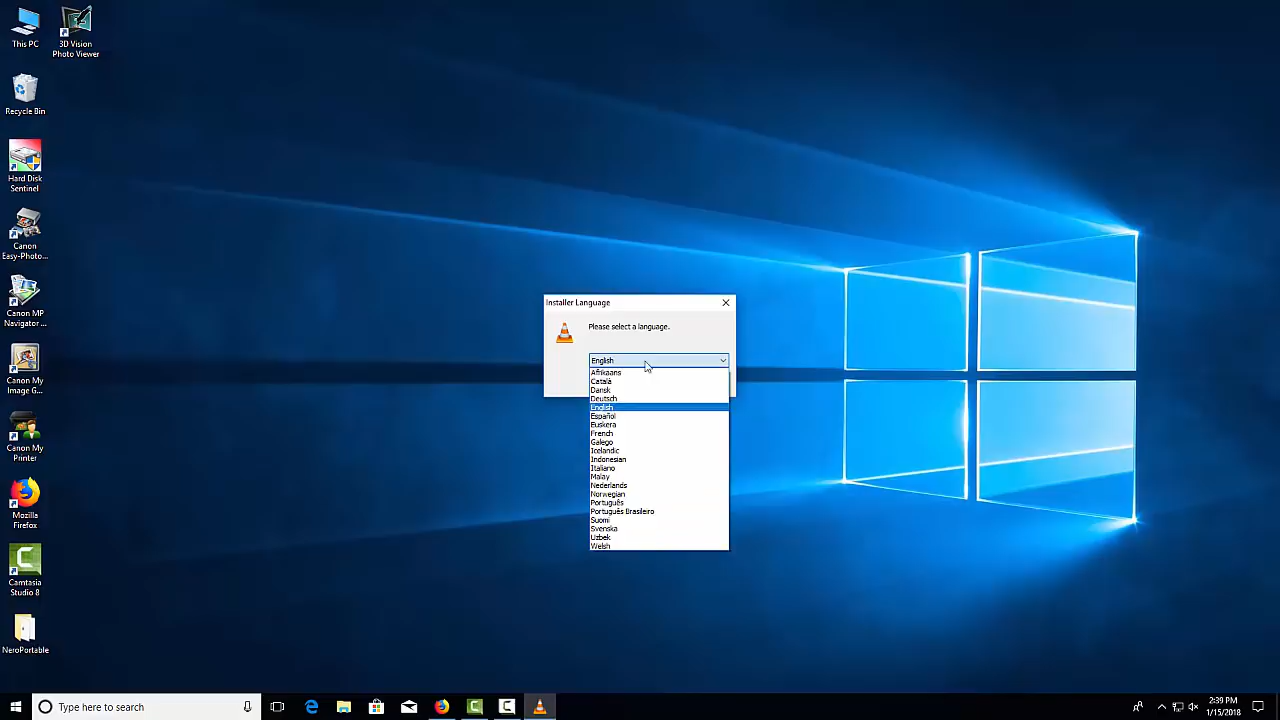 This PC
3D Vision
Photo Viewer
Recycle Bin
Hard Disk
Sentinel
Canon
Easy-Photo...
Canon MP
Navigator ...
Canon My
Image G...
Canon My
Printer
Mozilla
Firefox
Camtasia
Studio 8
NeroPortable
Installer Language
Please select a language.
English
Afrikaans
Català
Dansk
Deutsch
English
Español
Euskera
French
Galego
Icelandic
Indonesian
Italiano
Malay
Nederlands
Norwegian
Português
Português Brasileiro
Suomi
Svenska
Uzbek
Welsh
Type here to search
2:39 PM
1/15/2018